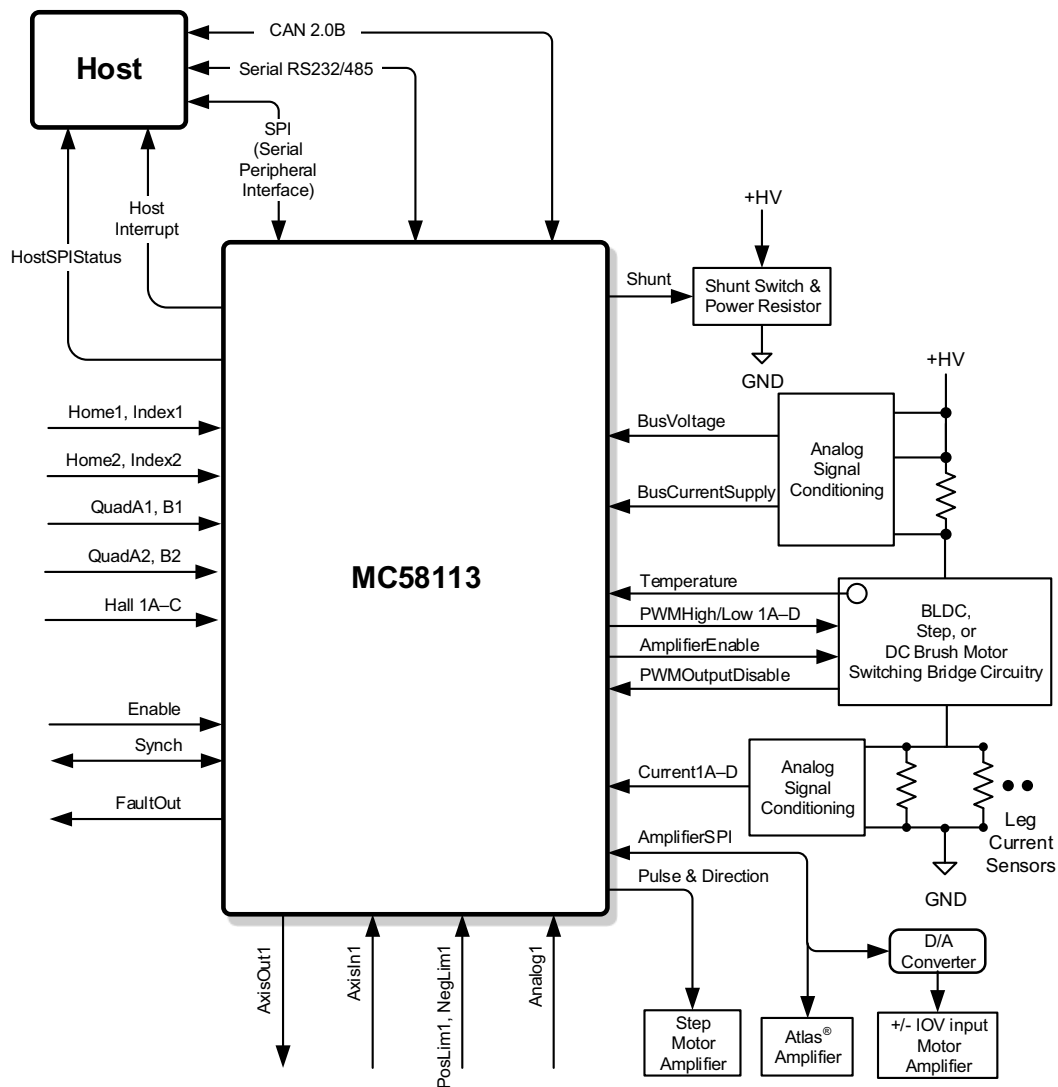 CAN 2.0B
Host
Serial RS232/485
SPI
(Serial
Peripheral
Interface)
Host
Interrupt
HostSPIStatus
+HV
Shunt
Shunt Switch &
Power Resistor
GND
+HV
Home1, Index1
Home2, Index2
QuadA1, B1
QuadA2, B2
Hall 1A–C
Enable
Synch
FaultOut
MC58113
BusVoltage
BusCurrentSupply
Analog
Signal
Conditioning
Temperature
PWMHigh/Low 1A–D
AmplifierEnable
PWMOutputDisable
BLDC,
Step, or
DC Brush Motor
Switching Bridge Circuitry
Current1A–D
Analog
Signal
Conditioning
Leg
Current
Sensors
GND
AmplifierSPI
Pulse & Direction
AxisOut1
AxisIn1
PosLim1, NegLim1
Analog1
D/A
Converter
Step
Motor
Amplifier
Atlas®
Amplifier
+/- IOV input
Motor
Amplifier